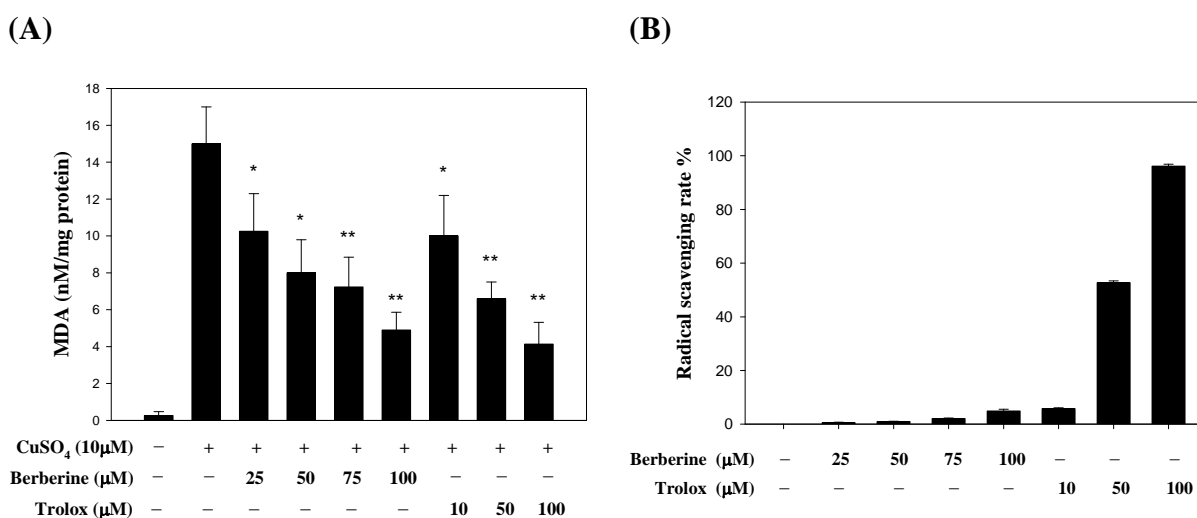 (A)
(B)
MDA (nM/mg protein)
18
16
14
12
10
8
6
4
2
0
* * ** ** * ** **
CuSO4 (10μM) − + + + + + + + +
Berberine (μM) − − 25 50 75 100 − − −
Trolox (μM) − − − − − − 10 50 100
Radical scavenging rate %
120
100
80
60
40
20
0
Berberine (μM) − 25 50 75 100 − − −
Trolox (μM) − − − − − 10 50 100